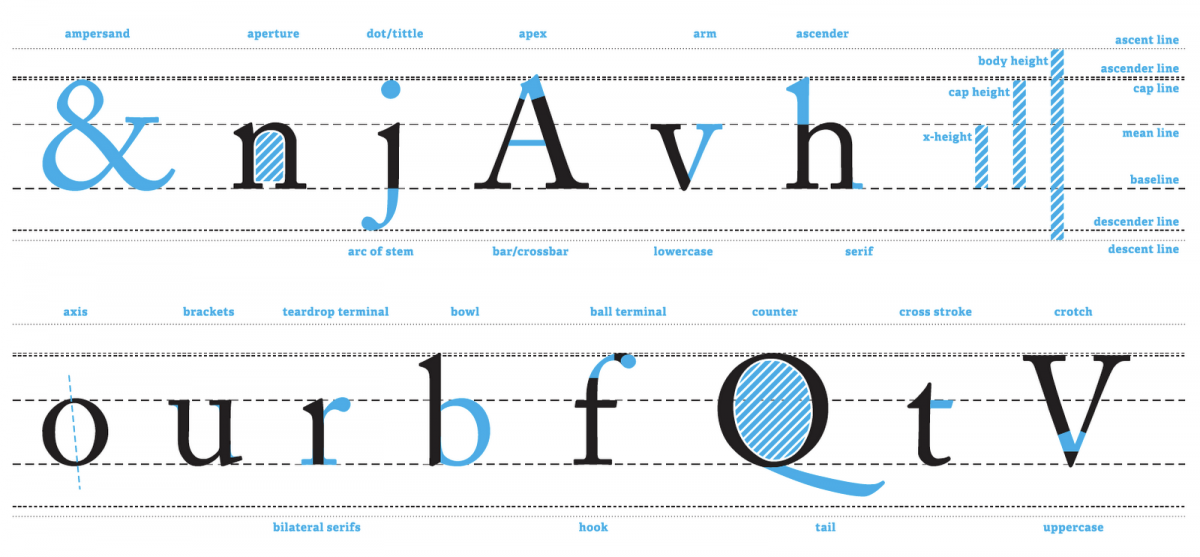 ampersand aperture dot/tittle apex arm ascender
ascent line
body height
ascender line
cap height
cap line
& n j A v h
x-height
mean line
baseline
descender line
arc of stem bar/crossbar lowercase serif
descent line
axis brackets teardrop terminal bowl ball terminal counter cross stroke crotch
o u r b f Q t V
bilateral serifs hook tail uppercase